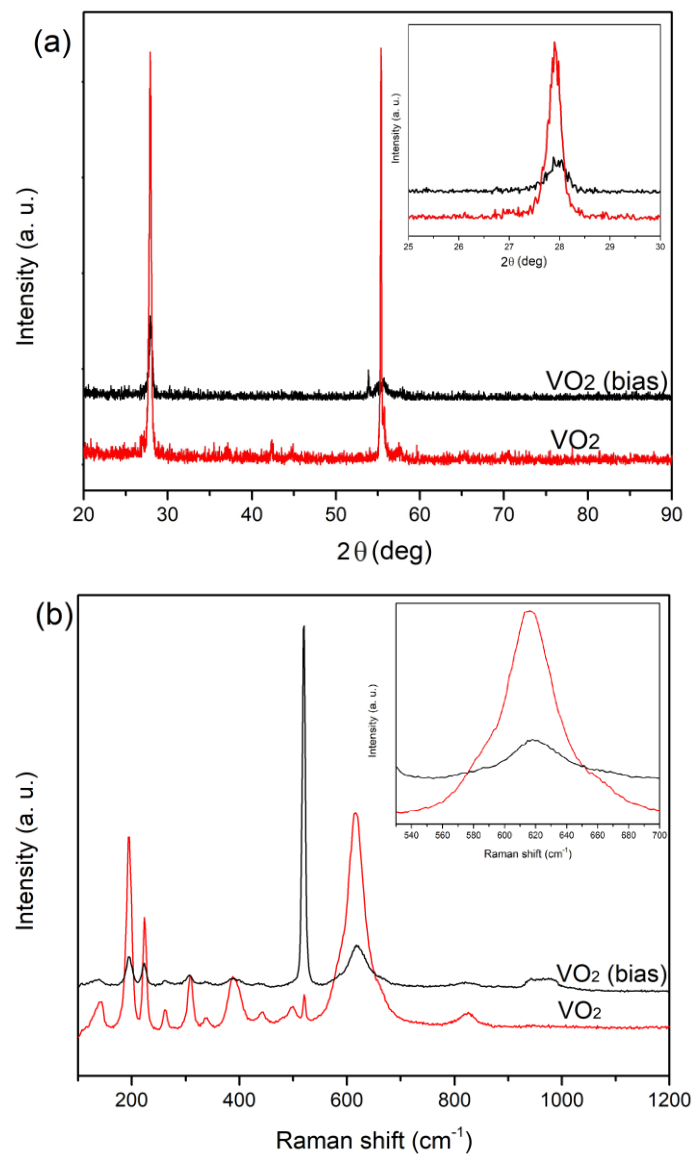 (a)
Intensity (a. u.)
Intensity (a. u.)
25 26 27 28 29 30
2θ (deg)
VO2 (bias)
VO2
20 30 40 50 60 70 80 90
2θ (deg)
(b)
Intensity (a. u.)
Intensity (a. u.)
540 560 580 600 620 640 660 680 700
Raman shift (cm⁻¹)
VO2 (bias)
VO2
200 400 600 800 1000 1200
Raman shift (cm⁻¹)